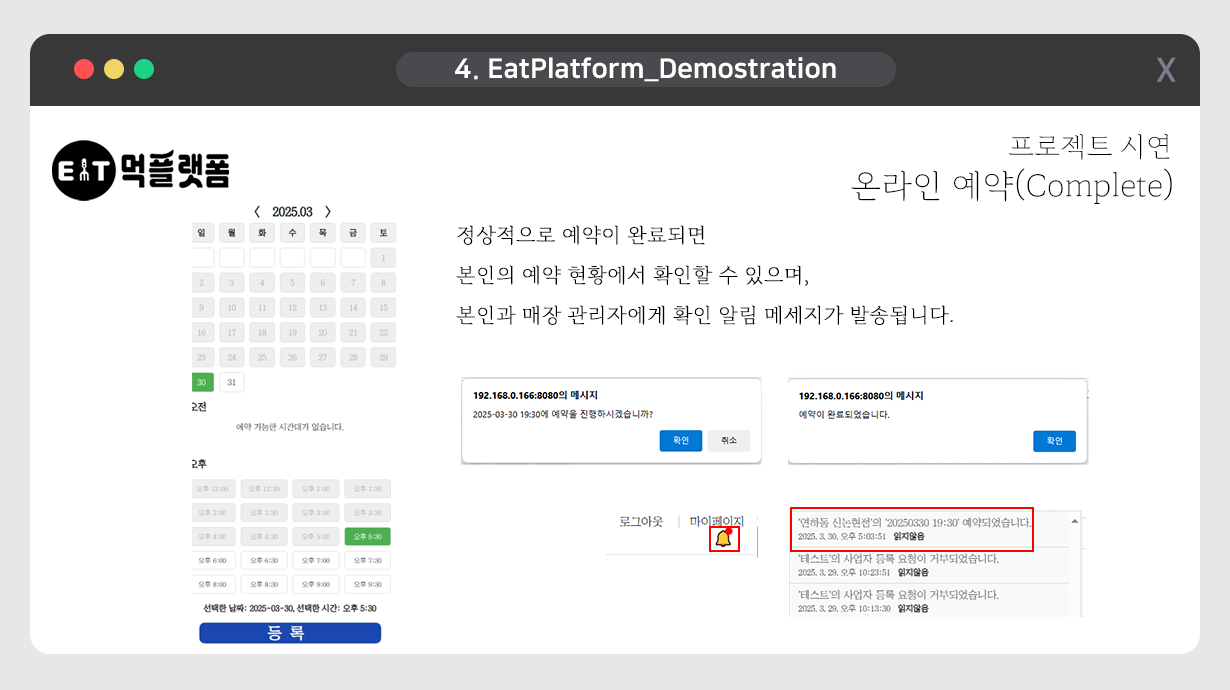 4. EatPlatform_Demostration
X
EAT 먹플랫폼
프로젝트 시연
온라인 예약(Complete)
〈 2025.03 〉
일 월 화 수 목 금 토
1
2 3 4 5 6 7 8
9 10 11 12 13 14 15
16 17 18 19 20 21 22
23 24 25 26 27 28 29
30 31
오전
예약 가능한 시간대가 없습니다.
오후
오후 12:00 오후 12:30 오후 1:00 오후 1:30
오후 2:00 오후 2:30 오후 3:00 오후 3:30
오후 4:00 오후 4:30 오후 5:00 오후 5:30
오후 6:00 오후 6:30 오후 7:00 오후 7:30
오후 8:00 오후 8:30 오후 9:00 오후 9:30
선택한 날짜: 2025-03-30, 선택한 시간: 오후 5:30
등 록
정상적으로 예약이 완료되면
본인의 예약 현황에서 확인할 수 있으며,
본인과 매장 관리자에게 확인 알림 메세지가 발송됩니다.
192.168.0.166:8080의 메시지
2025-03-30 19:30에 예약을 진행하시겠습니까?
확인 취소
192.168.0.166:8080의 메시지
예약이 완료되었습니다.
확인
로그아웃 | 마이페이지
'연하동 신논현점'의 '20250330 19:30' 예약되었습니다.
2025. 3. 30. 오후 5:03:51 읽지않음
'테스트'의 사업자 등록 요청이 거부되었습니다.
2025. 3. 29. 오후 10:23:51 읽지않음
'테스트'의 사업자 등록 요청이 거부되었습니다.
2025. 3. 29. 오후 10:13:30 읽지않음